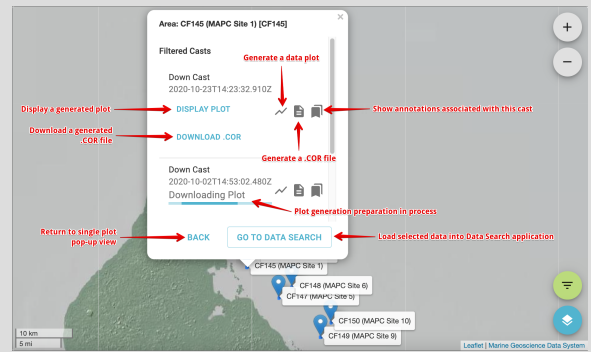 Area: CF145 (MAPC Site 1) [CF145]
×
Filtered Casts
Generate a data plot
Down Cast
2020-10-23T14:23:32.910Z
Display a generated plot
DISPLAY PLOT
Show annotations associated with this cast
Download a generated
.COR file
DOWNLOAD .COR
Generate a .COR file
Down Cast
2020-10-02T14:53:02.480Z
Downloading Plot
Plot generation preparation in process
Return to single plot
pop-up view
BACK
GO TO DATA SEARCH
Load selected data into Data Search application
CF145 (MAPC Site 1)
CF148 (MAPC Site 6)
CF147 (MAPC Site 5)
CF150 (MAPC Site 10)
CF149 (MAPC Site 9)
10 km
5 mi
+
−
Leaflet | Marine Geoscience Data System